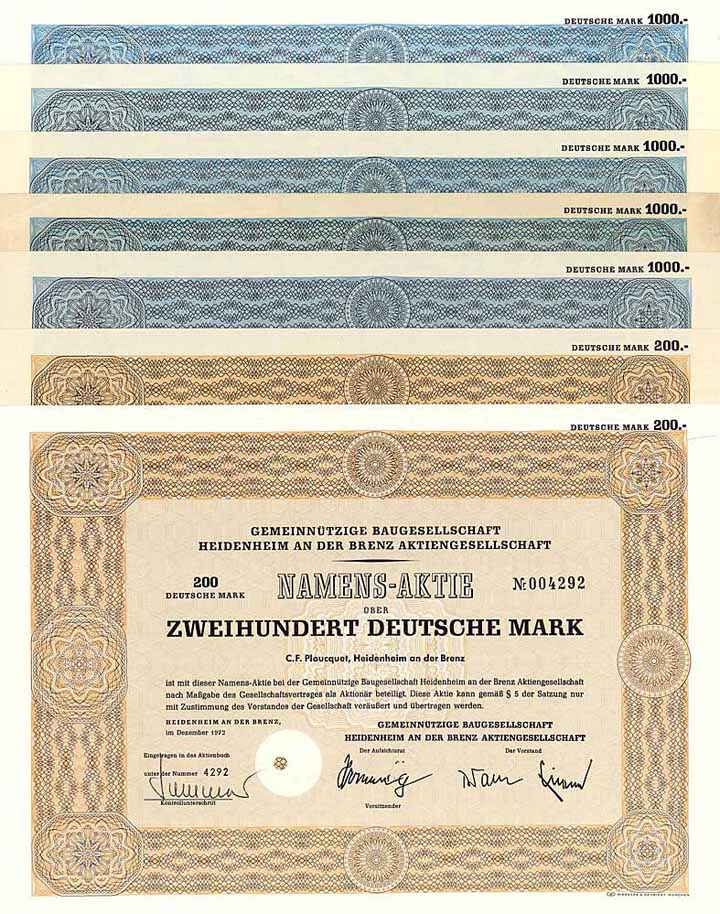 DEUTSCHE MARK 1000.-
DEUTSCHE MARK 1000.-
DEUTSCHE MARK 1000.-
DEUTSCHE MARK 1000.-
DEUTSCHE MARK 1000.-
DEUTSCHE MARK 200.-
DEUTSCHE MARK 200.-
GEMEINNÜTZIGE BAUGESELLSCHAFT
HEIDENHEIM AN DER BRENZ AKTIENGESELLSCHAFT
200
DEUTSCHE MARK
NAMENS-AKTIE
№ 004292
ÜBER
ZWEIHUNDERT DEUTSCHE MARK
C.F. Ploucquet, Heidenheim an der Brenz
ist mit dieser Namens-Aktie bei der Gemeinnützige Baugesellschaft Heidenheim an der Brenz Aktiengesellschaft
nach Maßgabe des Gesellschaftsvertrages als Aktionär beteiligt. Diese Aktie kann gemäß § 5 der Satzung nur
mit Zustimmung des Vorstandes der Gesellschaft veräußert und übertragen werden.
HEIDENHEIM AN DER BRENZ,
im Dezember 1972
GEMEINNÜTZIGE BAUGESELLSCHAFT
HEIDENHEIM AN DER BRENZ AKTIENGESELLSCHAFT
Der Aufsichtsrat
Der Vorstand
Eingetragen in das Aktienbuch
unter der Nummer 4292
Kontrollunterschrift
Vorsitzender
GIESECKE & DEVRIENT MÜNCHEN